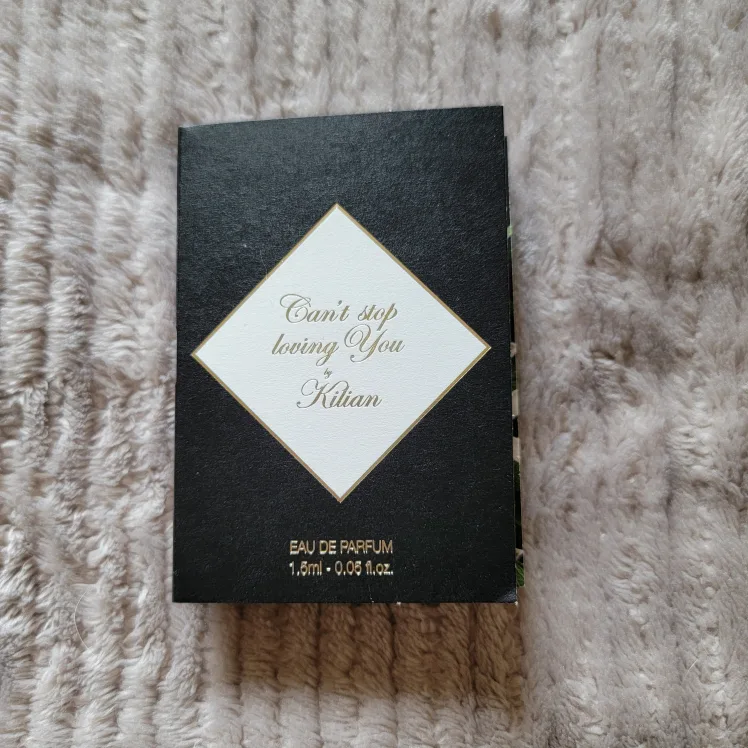 Can't stop
loving You
by
Kilian
EAU DE PARFUM
1.5ml - 0.05 fl.oz.